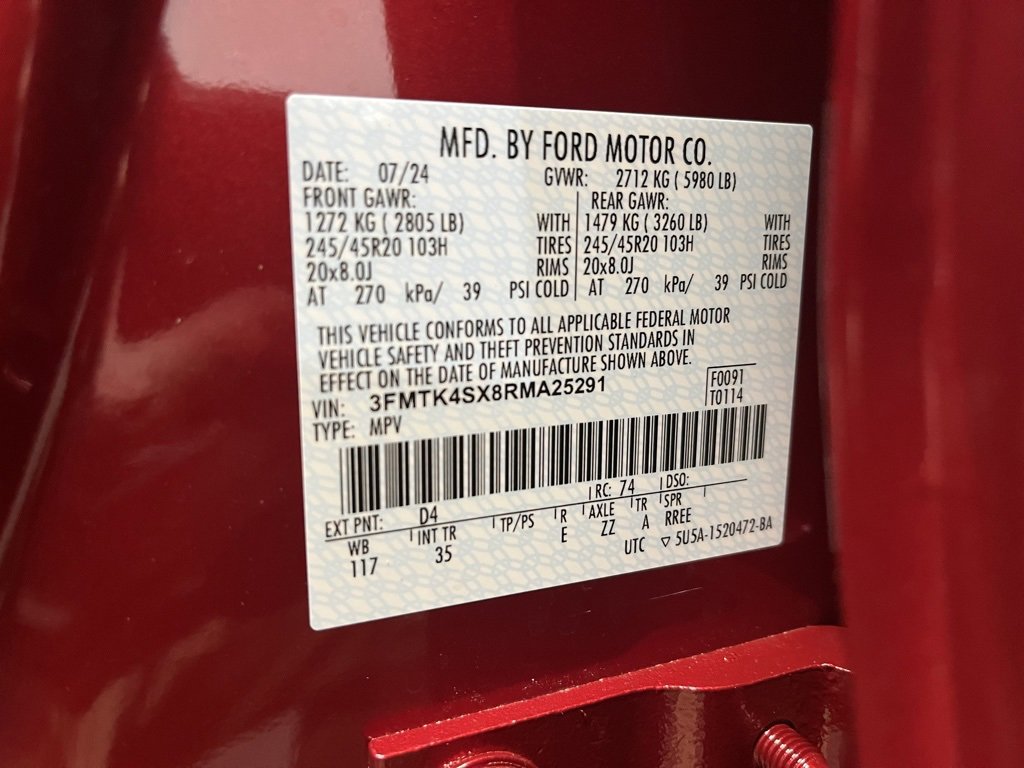 MFD. BY FORD MOTOR CO.
DATE: 07/24 GVWR: 2712 KG ( 5980 LB)
FRONT GAWR: REAR GAWR:
1272 KG ( 2805 LB) WITH 1479 KG ( 3260 LB) WITH
245/45R20 103H TIRES 245/45R20 103H TIRES
20x8.0J RIMS 20x8.0J RIMS
AT 270 kPa/ 39 PSI COLD AT 270 kPa/ 39 PSI COLD
THIS VEHICLE CONFORMS TO ALL APPLICABLE FEDERAL MOTOR
VEHICLE SAFETY AND THEFT PREVENTION STANDARDS IN
EFFECT ON THE DATE OF MANUFACTURE SHOWN ABOVE.
VIN: 3FMTK4SX8RMA25291 F0091
TYPE: MPV T0114
EXT PNT: D4 RC: 74 DSO:
WB INT TR TP/PS R AXLE TR SPR
117 35 E ZZ A RREE
UTC ▽ 5U5A-1520472-BA